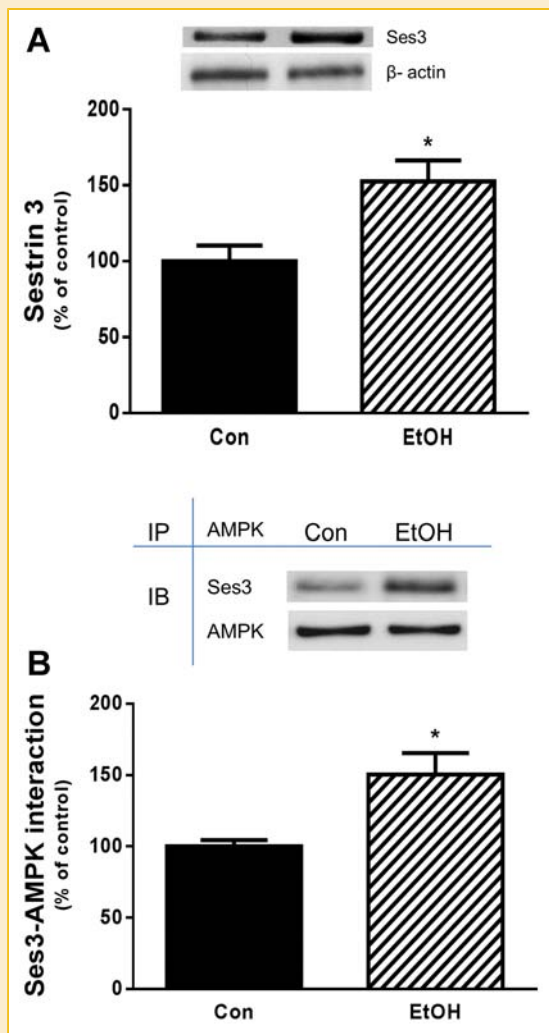 A
Ses3
β- actin
Sestrin 3
(% of control)
200
150
100
50
0
*
Con
EtOH
IP
AMPK
Con
EtOH
IB
Ses3
AMPK
B
Ses3-AMPK interaction
(% of control)
200
150
100
50
0
*
Con
EtOH